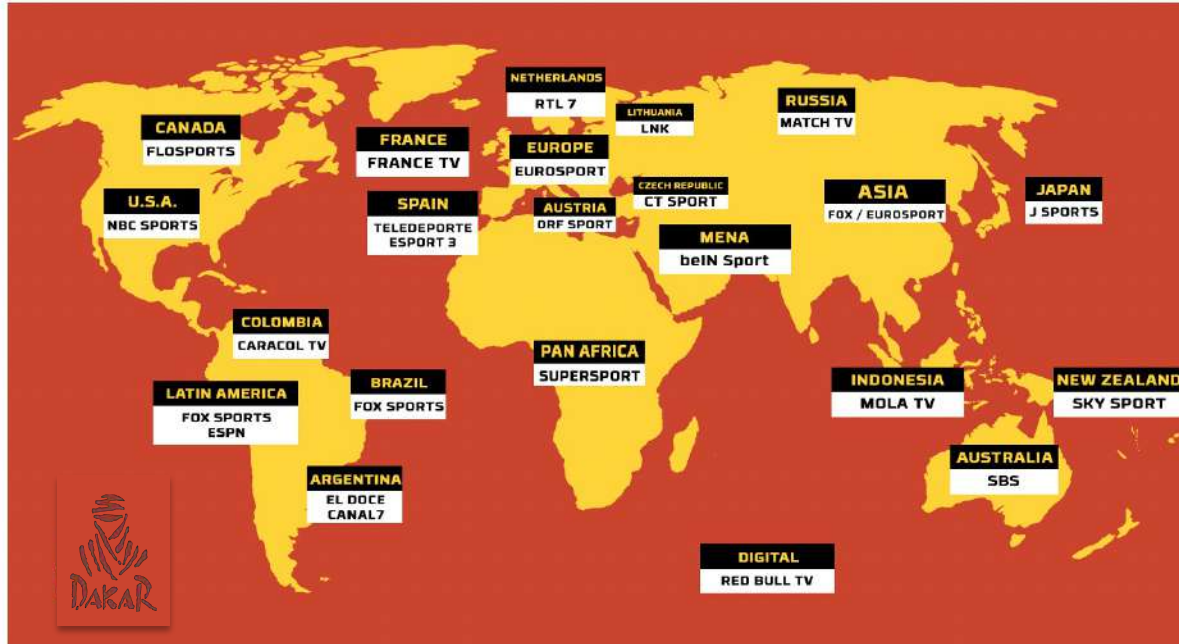 NETHERLANDS
RTL 7
LITHUANIA
LNK
RUSSIA
MATCH TV
CANADA
FLOSPORTS
FRANCE
FRANCE TV
EUROPE
EUROSPORT
U.S.A.
NBC SPORTS
SPAIN
TELEDEPORTE
ESPORT 3
AUSTRIA
ORF SPORT
CZECH REPUBLIC
CT SPORT
MENA
beIN Sport
ASIA
FOX / EUROSPORT
JAPAN
J SPORTS
COLOMBIA
CARACOL TV
PAN AFRICA
SUPERSPORT
LATIN AMERICA
FOX SPORTS
ESPN
BRAZIL
FOX SPORTS
INDONESIA
MOLA TV
NEW ZEALAND
SKY SPORT
AUSTRALIA
SBS
ARGENTINA
EL DOCE
CANAL7
DIGITAL
RED BULL TV
DAKAR